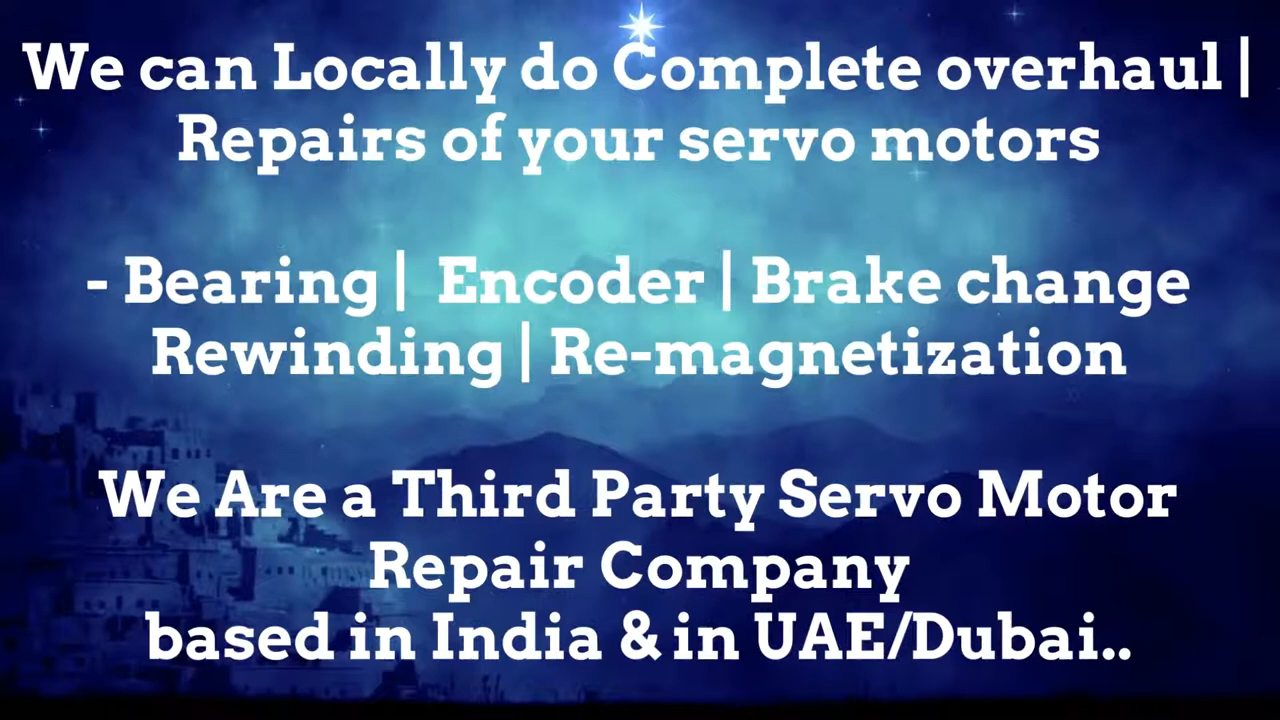 We can Locally do Complete overhaul |
Repairs of your servo motors
- Bearing | Encoder | Brake change
Rewinding | Re-magnetization
We Are a Third Party Servo Motor
Repair Company
based in India & in UAE/Dubai..